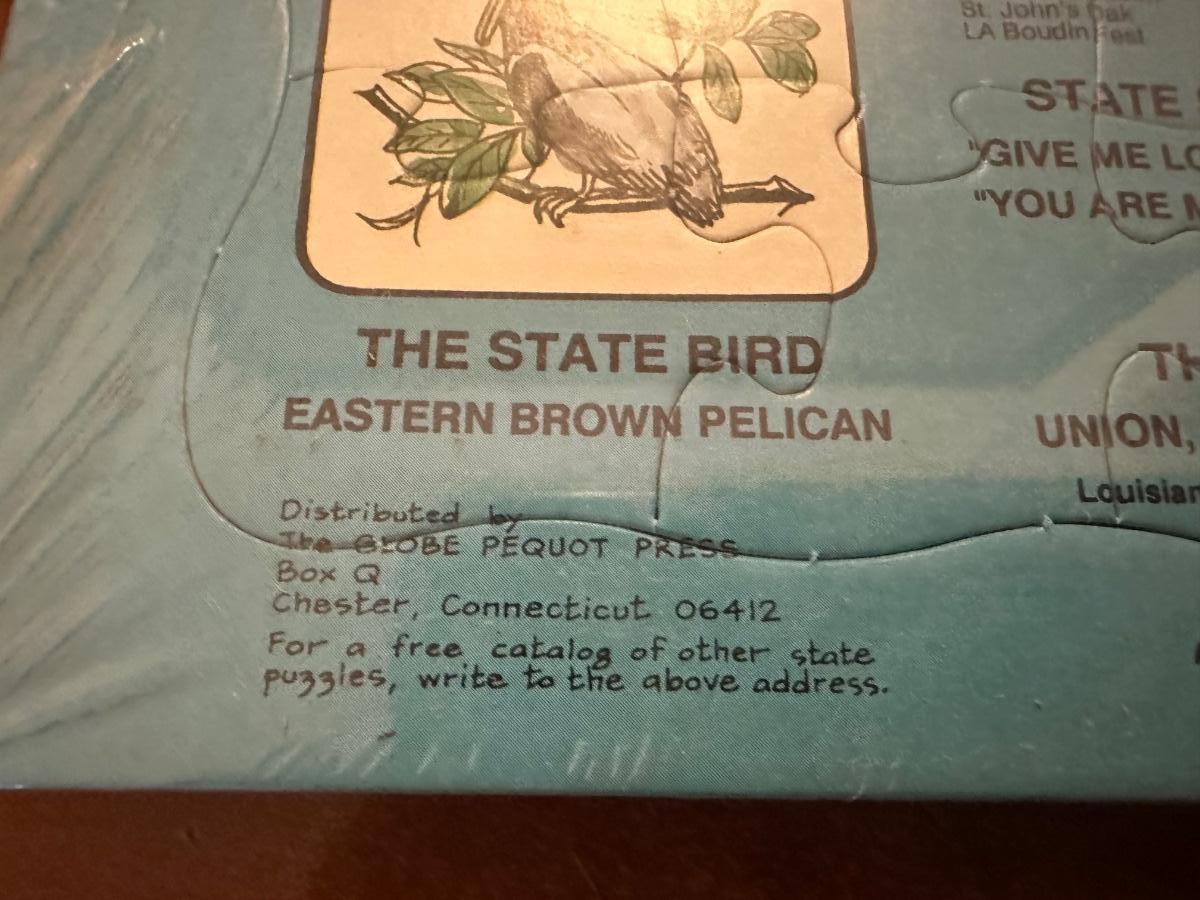 St. John's Oak
LA Boudin Fest
STATE
"GIVE ME
"YOU ARE
THE STATE BIRD
EASTERN BROWN PELICAN
UNION,
Distributed by
The GLOBE PEQUOT PRESS
Box Q
Chester, Connecticut 06412
For a free catalog of other state
puzzles, write to the above address.